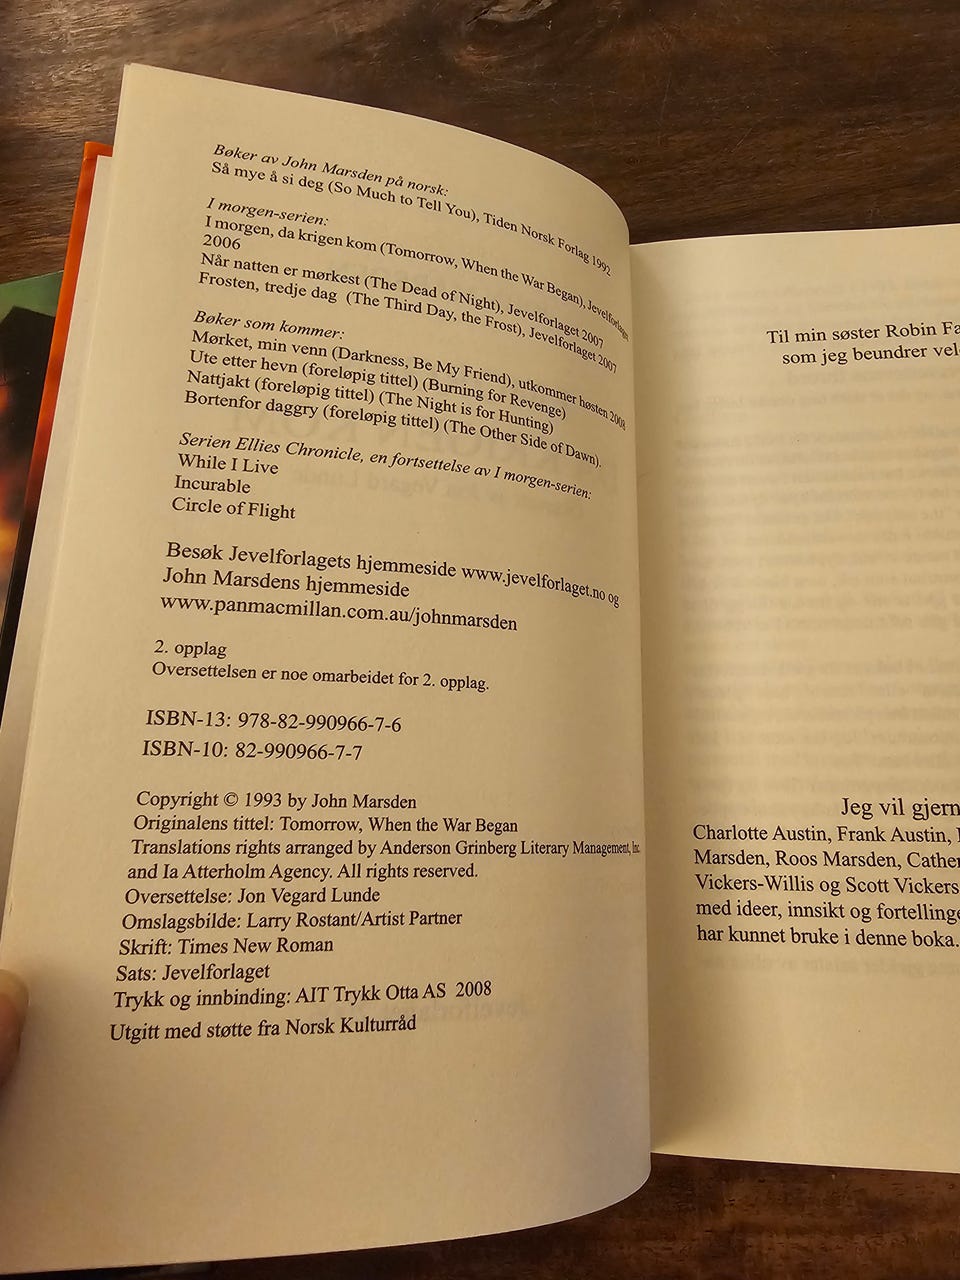 Bøker av John Marsden på norsk:
Så mye å si deg (So Much to Tell You), Tiden Norsk Forlag 1992
I morgen-serien:
I morgen, da krigen kom (Tomorrow, When the War Began), Jevelforlaget
2006
Når natten er mørkest (The Dead of Night), Jevelforlaget 2007
Frosten, tredje dag (The Third Day, the Frost), Jevelforlaget 2007
Bøker som kommer:
Mørket, min venn (Darkness, Be My Friend), utkommer høsten 2008
Ute etter hevn (foreløpig tittel) (Burning for Revenge)
Nattjakt (foreløpig tittel) (The Night is for Hunting)
Bortenfor daggry (foreløpig tittel) (The Other Side of Dawn).
Serien Ellies Chronicle, en fortsettelse av I morgen-serien:
While I Live
Incurable
Circle of Flight
Besøk Jevelforlagets hjemmeside www.jevelforlaget.no og
John Marsdens hjemmeside
www.panmacmillan.com.au/johnmarsden
2. opplag
Oversettelsen er noe omarbeidet for 2. opplag.
ISBN-13: 978-82-990966-7-6
ISBN-10: 82-990966-7-7
Copyright © 1993 by John Marsden
Originalens tittel: Tomorrow, When the War Began
Translations rights arranged by Anderson Grinberg Literary Management, Inc.
and Ia Atterholm Agency. All rights reserved.
Oversettelse: Jon Vegard Lunde
Omslagsbilde: Larry Rostant/Artist Partner
Skrift: Times New Roman
Sats: Jevelforlaget
Trykk og innbinding: AIT Trykk Otta AS 2008
Utgitt med støtte fra Norsk Kulturråd
Til min søster Robin Fa
som jeg beundrer vel
Jeg vil gjern
Charlotte Austin, Frank Austin,
Marsden, Roos Marsden, Cather
Vickers-Willis og Scott Vickers
med ideer, innsikt og fortellinge
har kunnet bruke i denne boka.